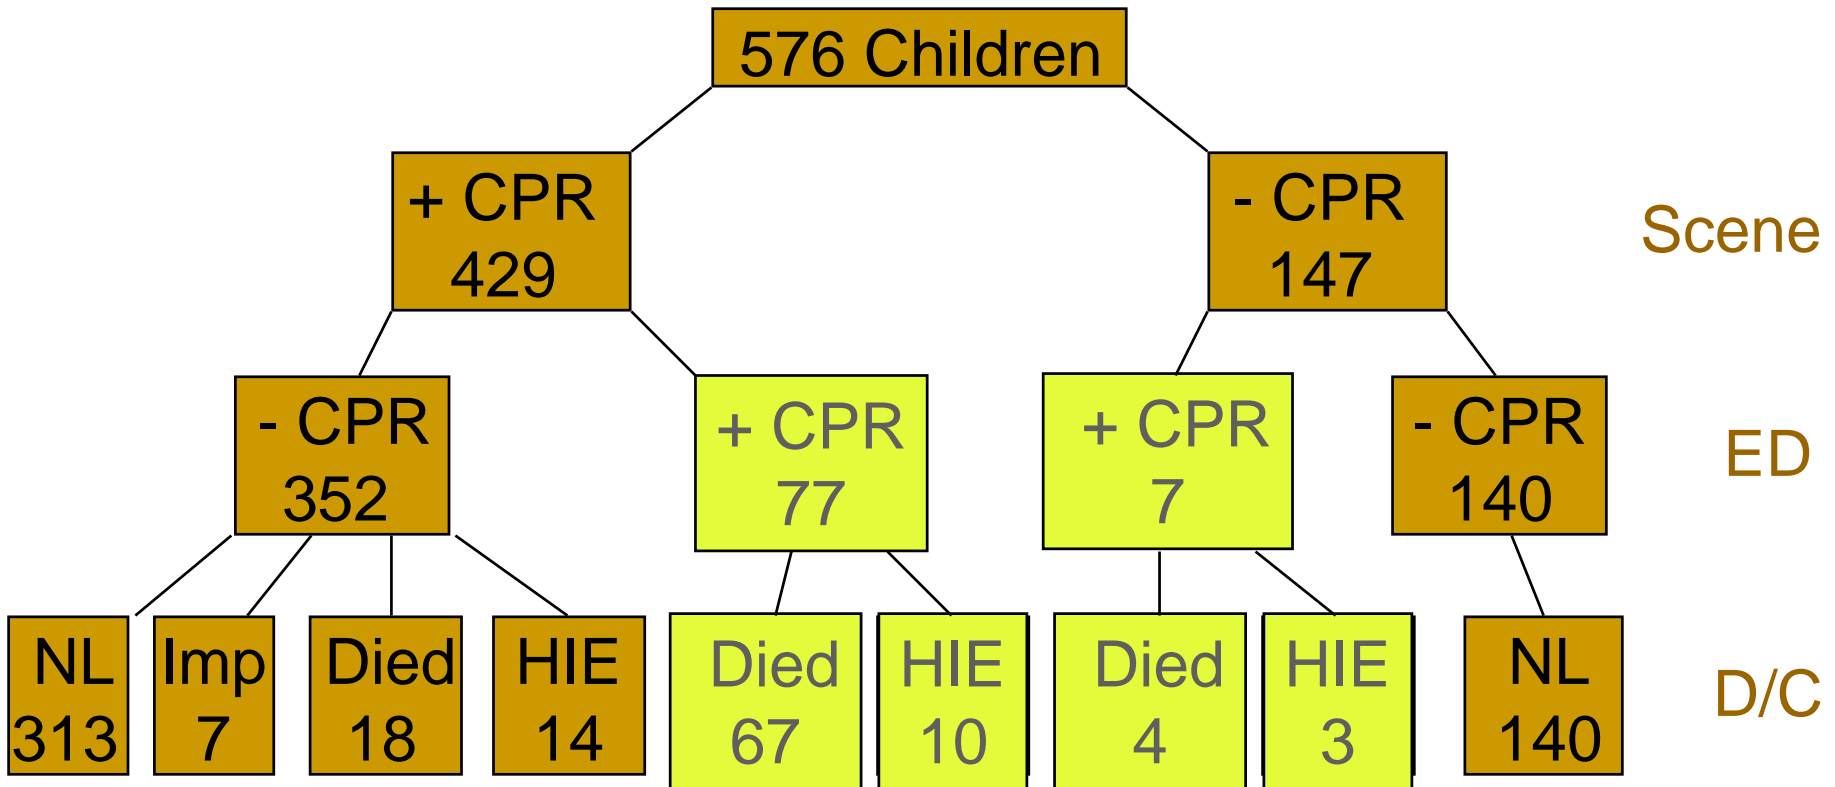 576 Children
+ CPR
429
- CPR
147
Scene
- CPR
352
+ CPR
77
+ CPR
7
- CPR
140
ED
NL
313
Imp
7
Died
18
HIE
14
Died
67
HIE
10
Died
4
HIE
3
NL
140
D/C